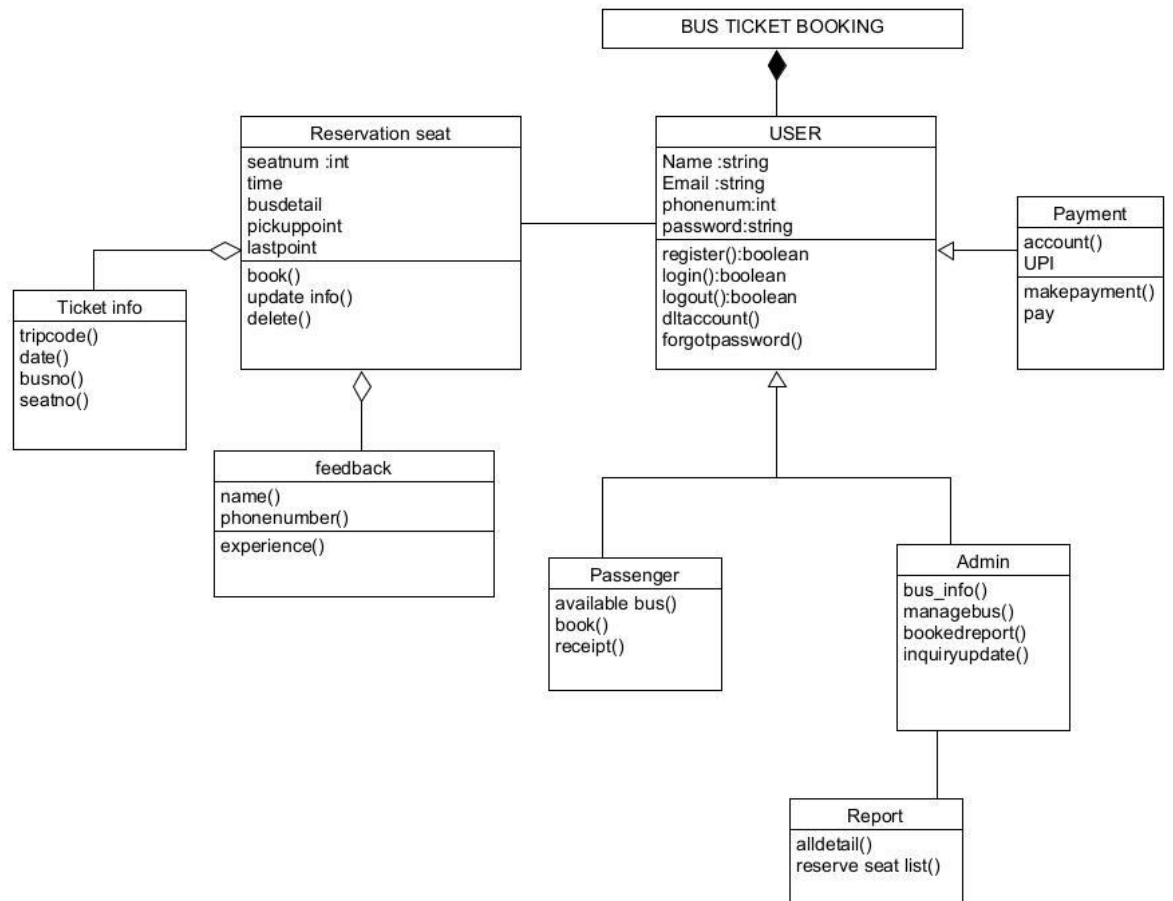 BUS TICKET BOOKING
Reservation seat
seatnum :int
time
busdetail
pickuppoint
lastpoint
book()
update info()
delete()
USER
Name :string
Email :string
phonenum:int
password:string
register():boolean
login():boolean
logout():boolean
dltaccount()
forgotpassword()
Payment
account()
UPI
makepayment()
pay
Ticket info
tripcode()
date()
busno()
seatno()
feedback
name()
phonenumber()
experience()
Passenger
available bus()
book()
receipt()
Admin
bus_info()
managebus()
bookedreport()
inquiryupdate()
Report
alldetail()
reserve seat list()